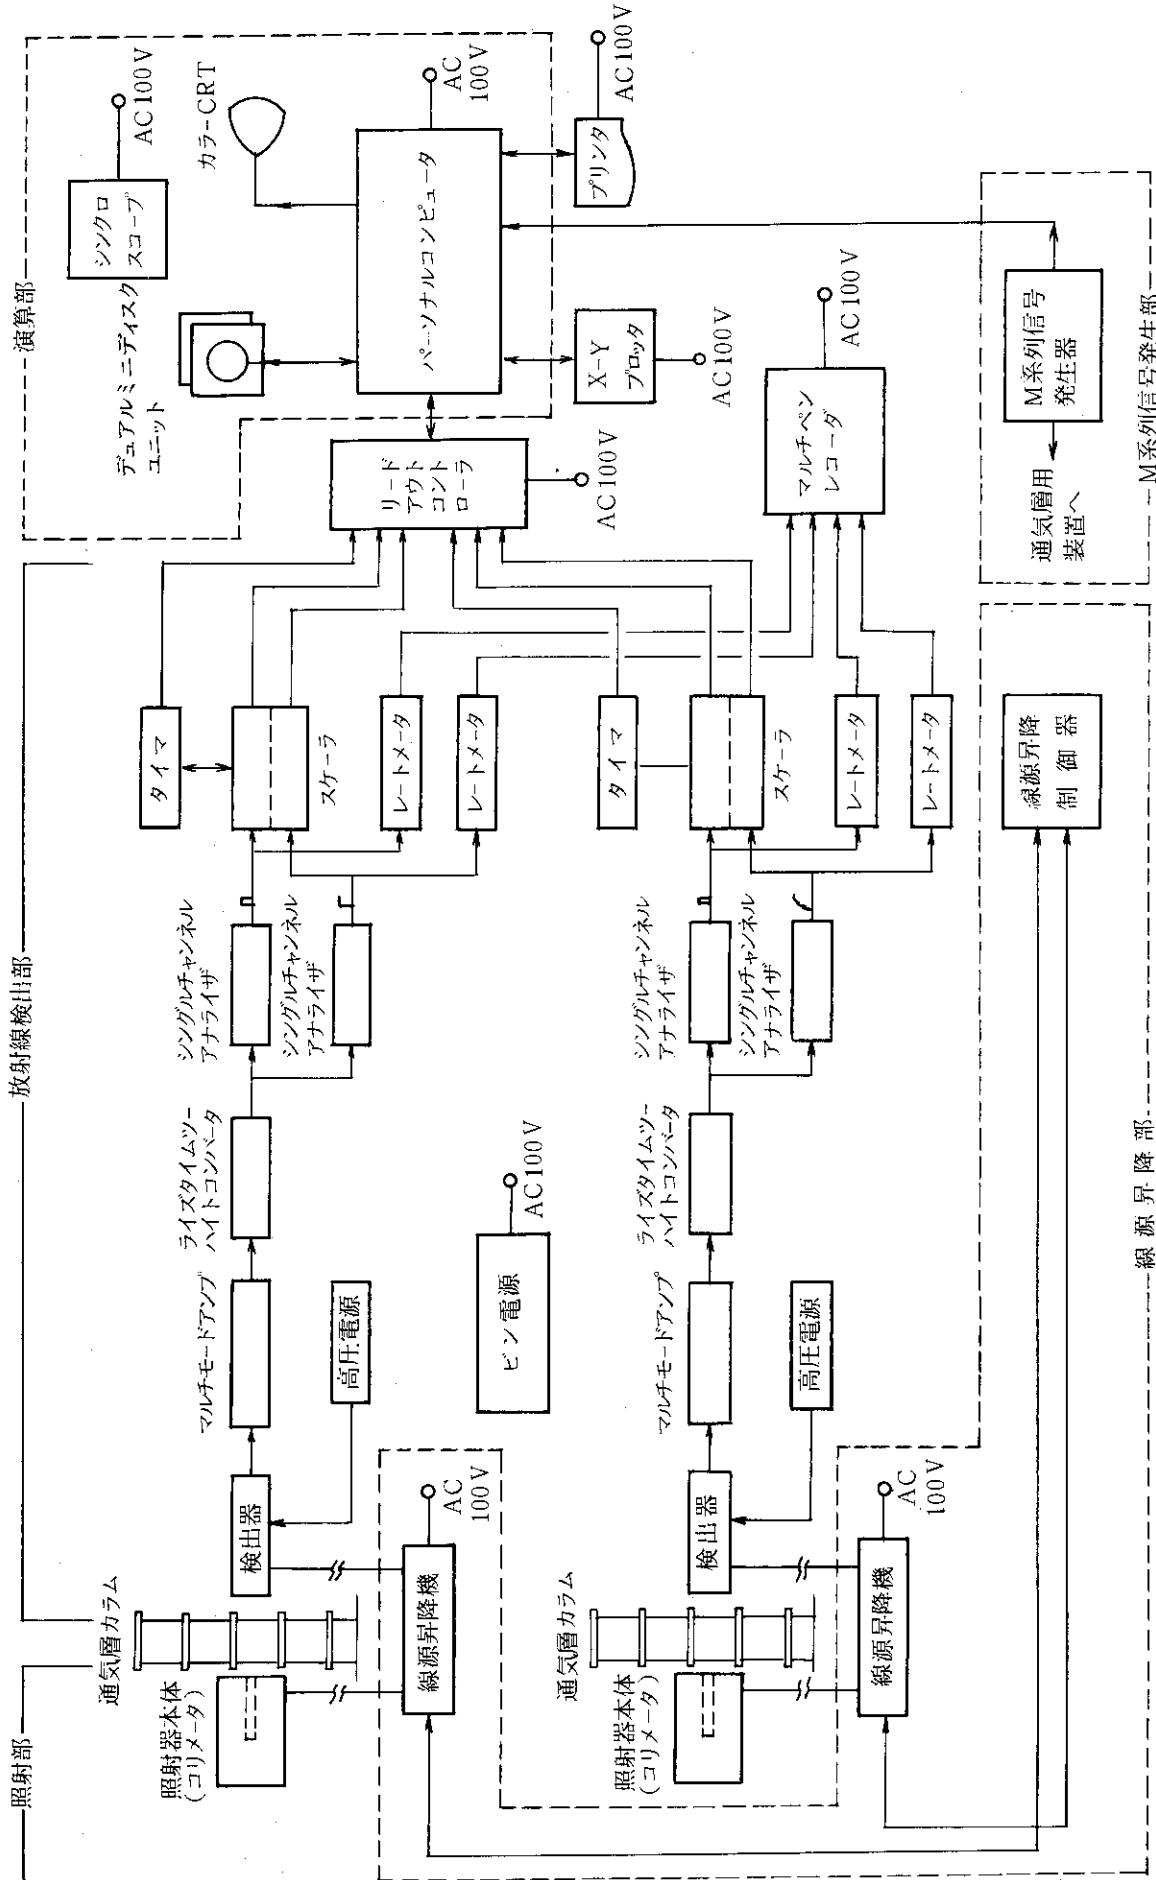 照射部
放射線検出部
演算部
通気層カラム
照射器本体
(コリメータ)
検出器
高圧電源
マルチモードアンプ
ライズタイムツー
ハイトコンバータ
シングルチャンネル
アナライザ
シングルチャンネル
アナライザ
n
タイマ
スケーラ
レートメータ
レートメータ
線源昇降機
AC
100V
ビン電源
AC100V
リード
アウト
コント
ローラ
AC100V
デュアルミニディスク
ユニット
シンクロ
スコープ
AC100V
カラーCRT
パーソナルコンピュータ
AC
100V
X-Y
プロッタ
AC100V
プリンタ
AC100V
通気層カラム
照射器本体
(コリメータ)
検出器
高圧電源
マルチモードアンプ
ライズタイムツー
ハイトコンバータ
シングルチャンネル
アナライザ
シングルチャンネル
アナライザ
n
タイマ
スケーラ
レートメータ
レートメータ
マルチペン
レコーダ
AC100V
線源昇降機
AC
100V
線源昇降
制御器
線源昇降部
通気層用
装置へ
M系列信号
発生器
M系列信号発生部